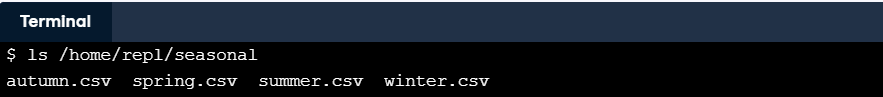 Terminal
$ ls /home/repl/seasonal
autumn.csv  spring.csv  summer.csv  winter.csv